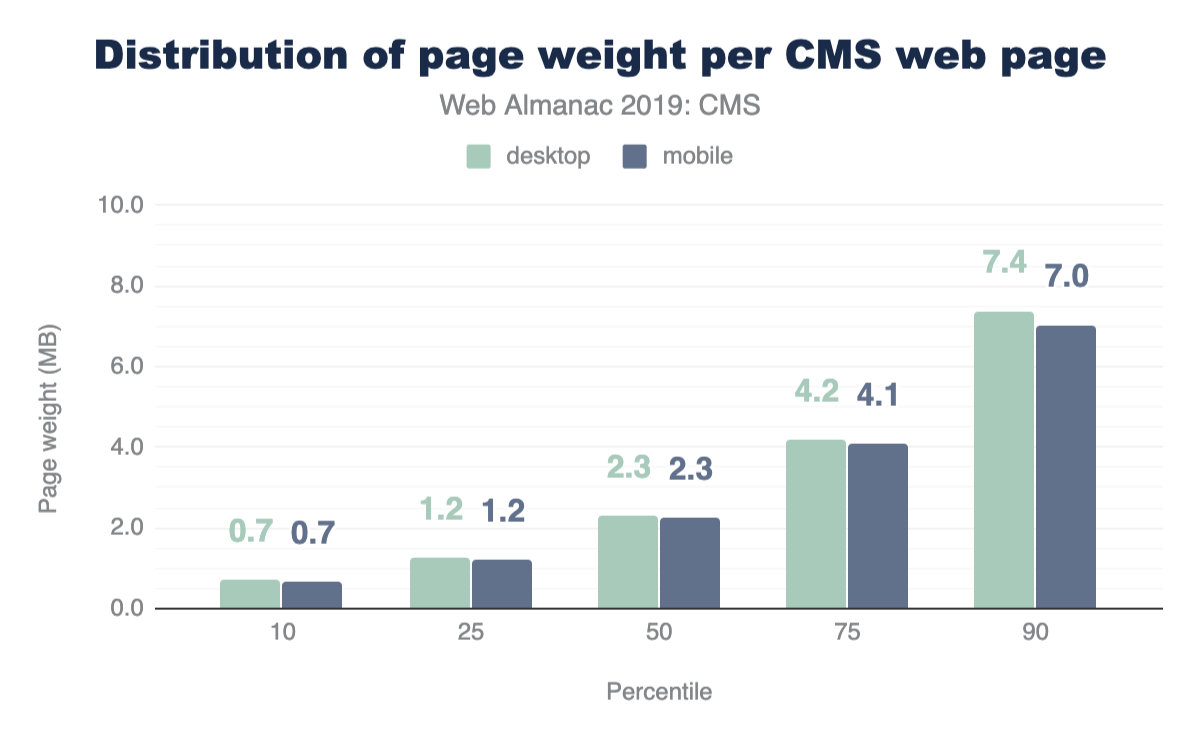 Distribution of page weight per CMS web page
Web Almanac 2019: CMS
desktop mobile
Page weight (MB)
10.0
8.0
6.0
4.0
2.0
0.0
0.7 0.7
1.2 1.2
2.3 2.3
4.2 4.1
7.4 7.0
10 25 50 75 90
Percentile